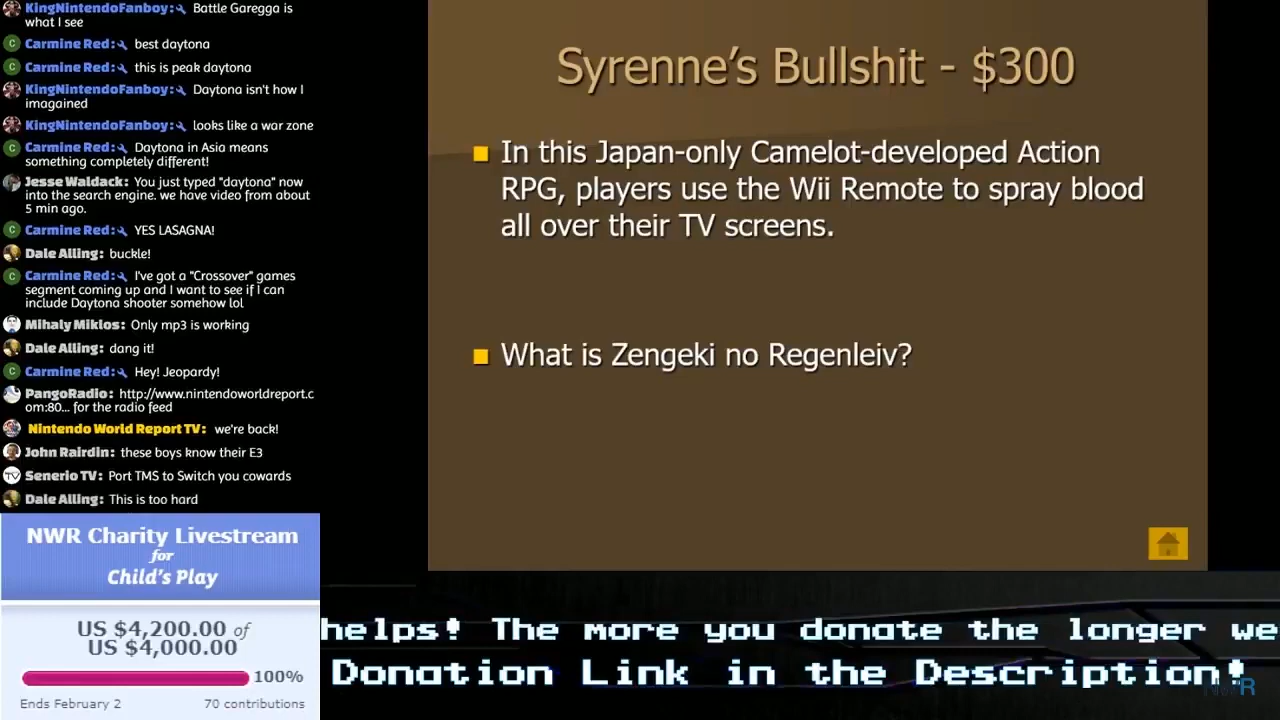 KingNintendoFanboy: Battle Garegga is
what I see
C Carmine Red: best daytona
C Carmine Red: this is peak daytona
KingNintendoFanboy: Daytona isn't how I
imagained
KingNintendoFanboy: looks like a war zone
C Carmine Red: Daytona in Asia means
something completely different!
Jesse Waldack: You just typed "daytona" now
into the search engine. we have video from about
5 min ago.
C Carmine Red: YES LASAGNA!
Dale Alling: buckle!
C Carmine Red: I've got a "Crossover" games
segment coming up and I want to see if I can
include Daytona shooter somehow lol
Mihaly Miklos: Only mp3 is working
Dale Alling: dang it!
C Carmine Red: Hey! Jeopardy!
PangoRadio: http://www.nintendoworldreport.c
om:80... for the radio feed
Nintendo World Report TV: we're back!
John Rairdin: these boys know their E3
TV Senerio TV: Port TMS to Switch you cowards
Dale Alling: This is too hard
NWR Charity Livestream
for
Child's Play
US $4,200.00 of
US $4,000.00
100%
Ends February 2 70 contributions
Syrenne's Bullshit - $300
In this Japan-only Camelot-developed Action
RPG, players use the Wii Remote to spray blood
all over their TV screens.
What is Zengeki no Regenleiv?
helps! The more you donate the longer we
Donation Link in the Description!
NWR